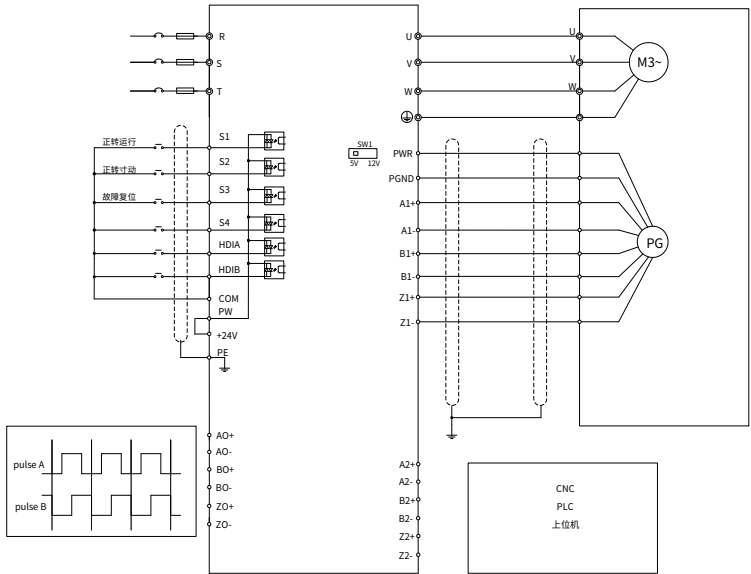 R
S
T
U
V
W
U
V
W
M3~
正转运行
S1
正转寸动
S2
故障复位
S3
S4
HDIA
HDIB
COM
PW
+24V
PE
SW1
5V 12V
PWR
PGND
A1+
A1-
B1+
B1-
Z1+
Z1-
PG
pulse A
pulse B
AO+
AO-
BO+
BO-
ZO+
ZO-
A2+
A2-
B2+
B2-
Z2+
Z2-
CNC
PLC
上位机